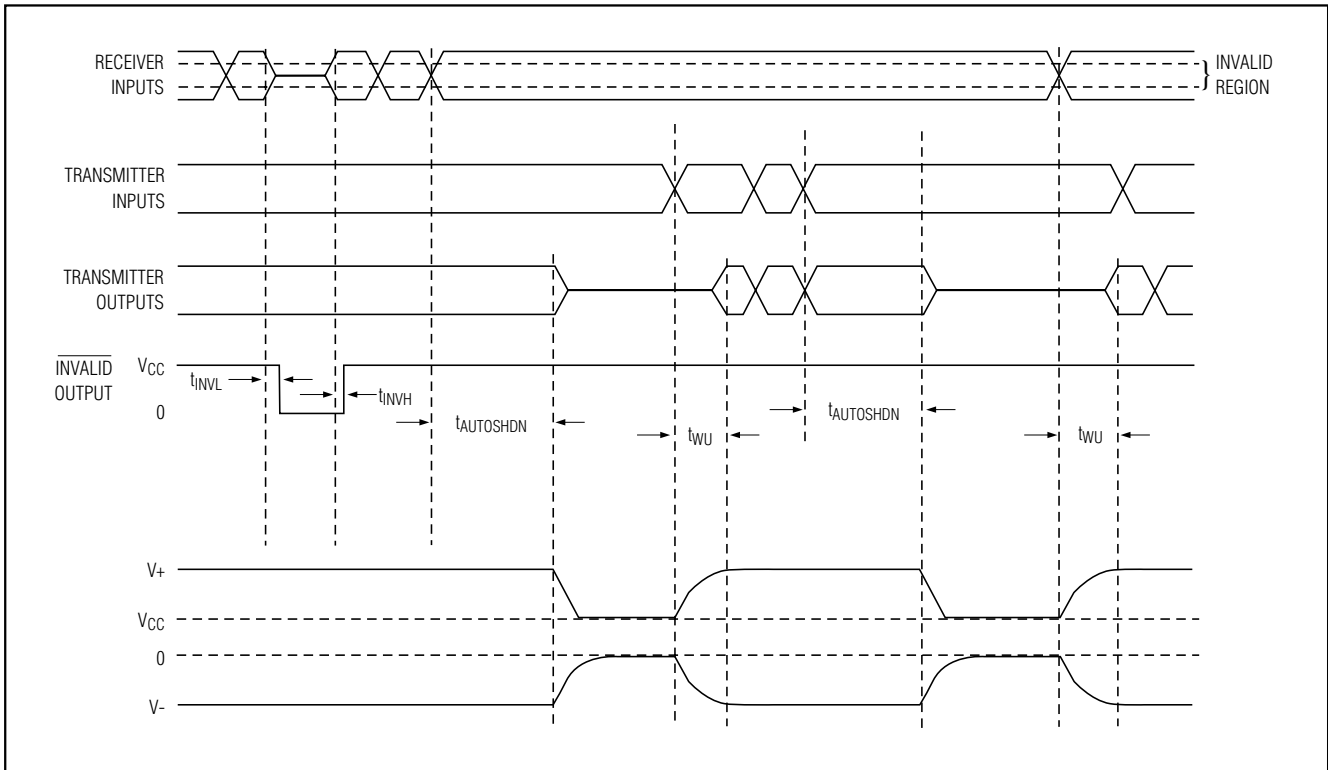 RECEIVER
INPUTS
INVALID
REGION
TRANSMITTER
INPUTS
TRANSMITTER
OUTPUTS
INVALID
OUTPUT
VCC
0
tINVL
tINVH
tAUTOSHDN
tWU
tAUTOSHDN
tWU
V+
VCC
0
V-